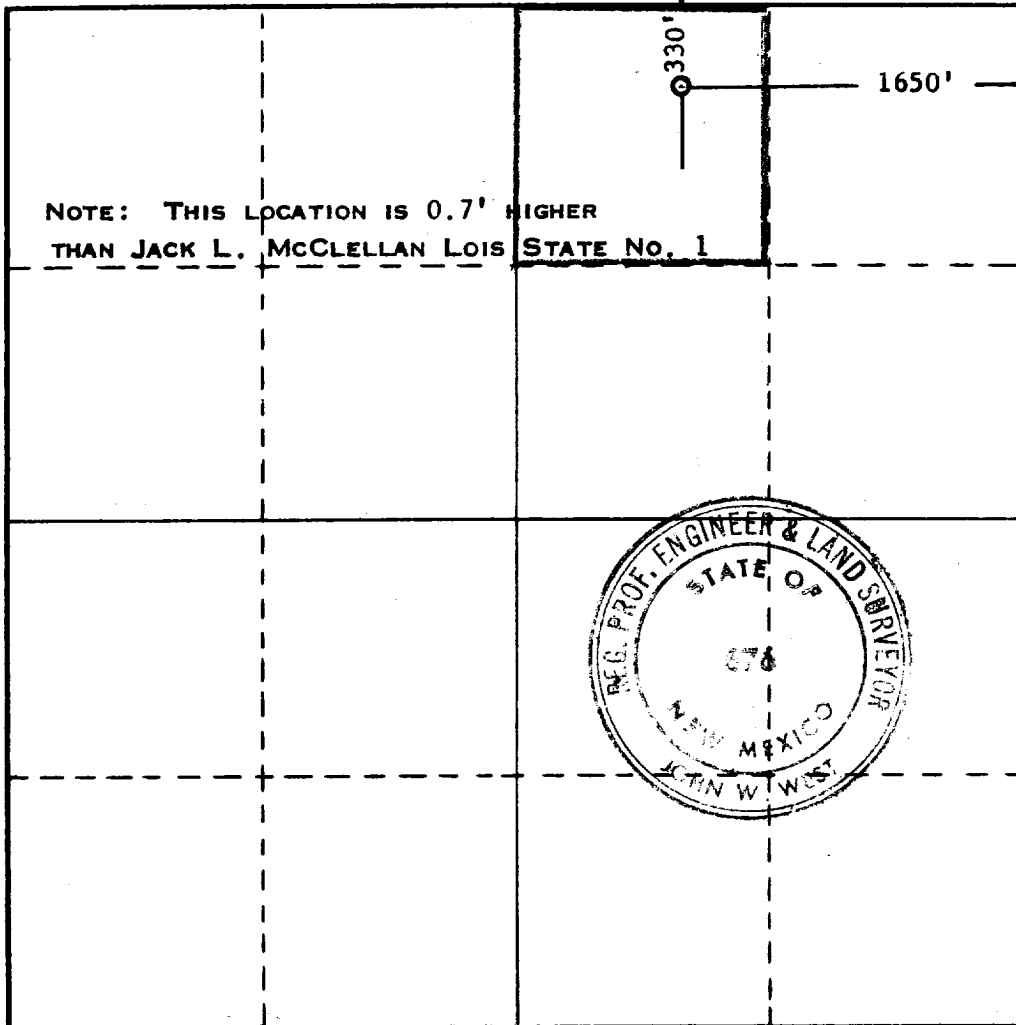 330'
1650'
NOTE: THIS LOCATION IS 0.7' HIGHER
THAN JACK L. MCCLELLAN LOIS STATE NO. 1
REG. PROF. ENGINEER & LAND SURVEYOR
STATE OF
676
NEW MEXICO
JOHN W. WEST